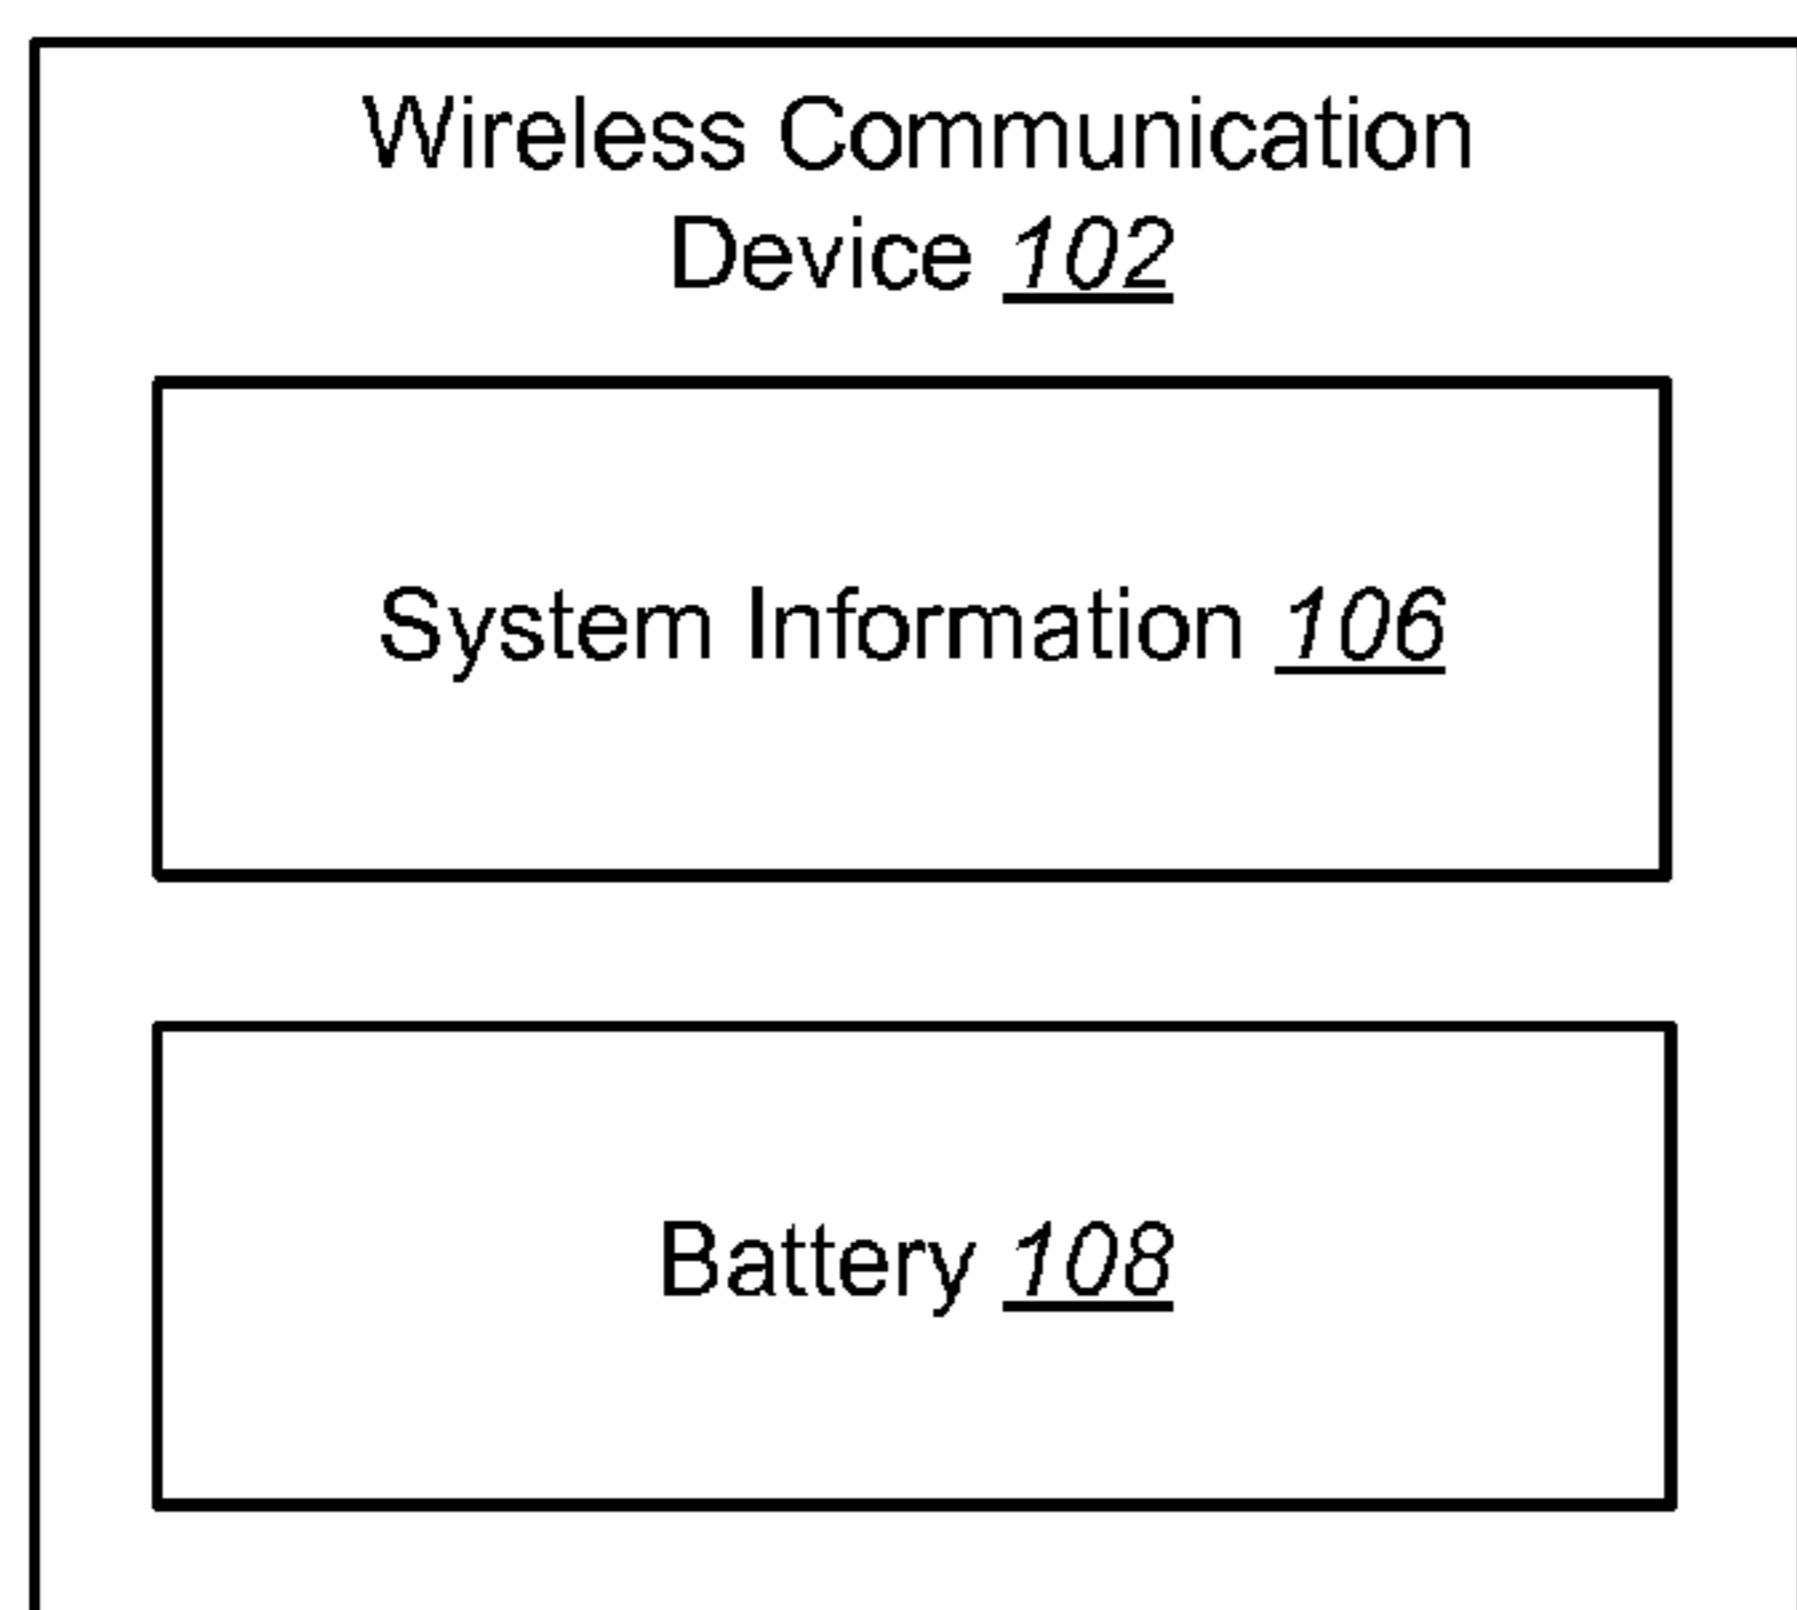 Wireless Communication
Device 102
System Information 106
Battery 108